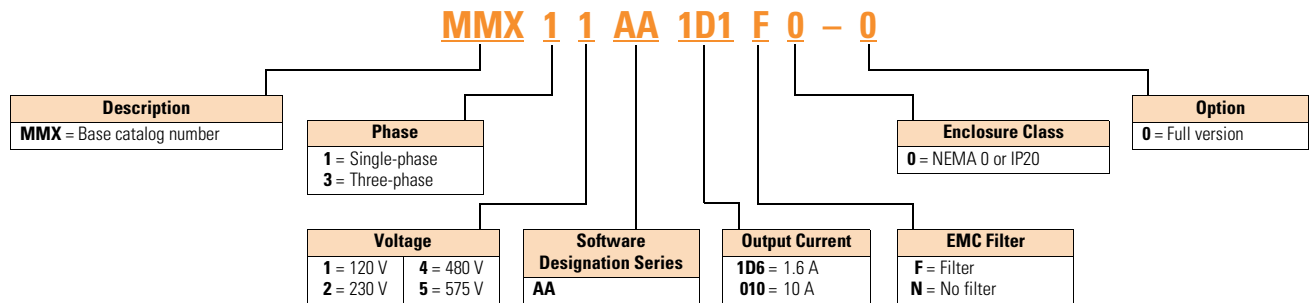 MMX 1 1 AA 1D1 F 0 – 0
Description
MMX = Base catalog number
Phase
1 = Single-phase
3 = Three-phase
Enclosure Class
0 = NEMA 0 or IP20
Option
0 = Full version
Voltage
1 = 120 V 4 = 480 V
2 = 230 V 5 = 575 V
Software
Designation Series
AA
Output Current
1D6 = 1.6 A
010 = 10 A
EMC Filter
F = Filter
N = No filter